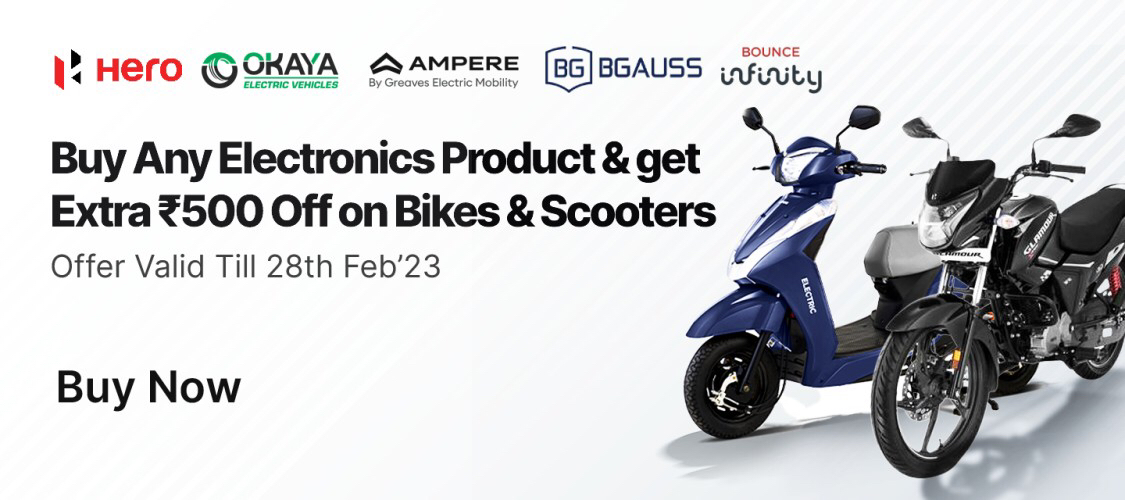 Hero
OKAYA
ELECTRIC VEHICLES
AMPERE
By Greaves Electric Mobility
BG BGAUSS
BOUNCE
infinity
Buy Any Electronics Product & get
Extra ₹500 Off on Bikes & Scooters
Offer Valid Till 28th Feb’23
Buy Now
ELECTRIC
GLAMOUR
GLAMOUR